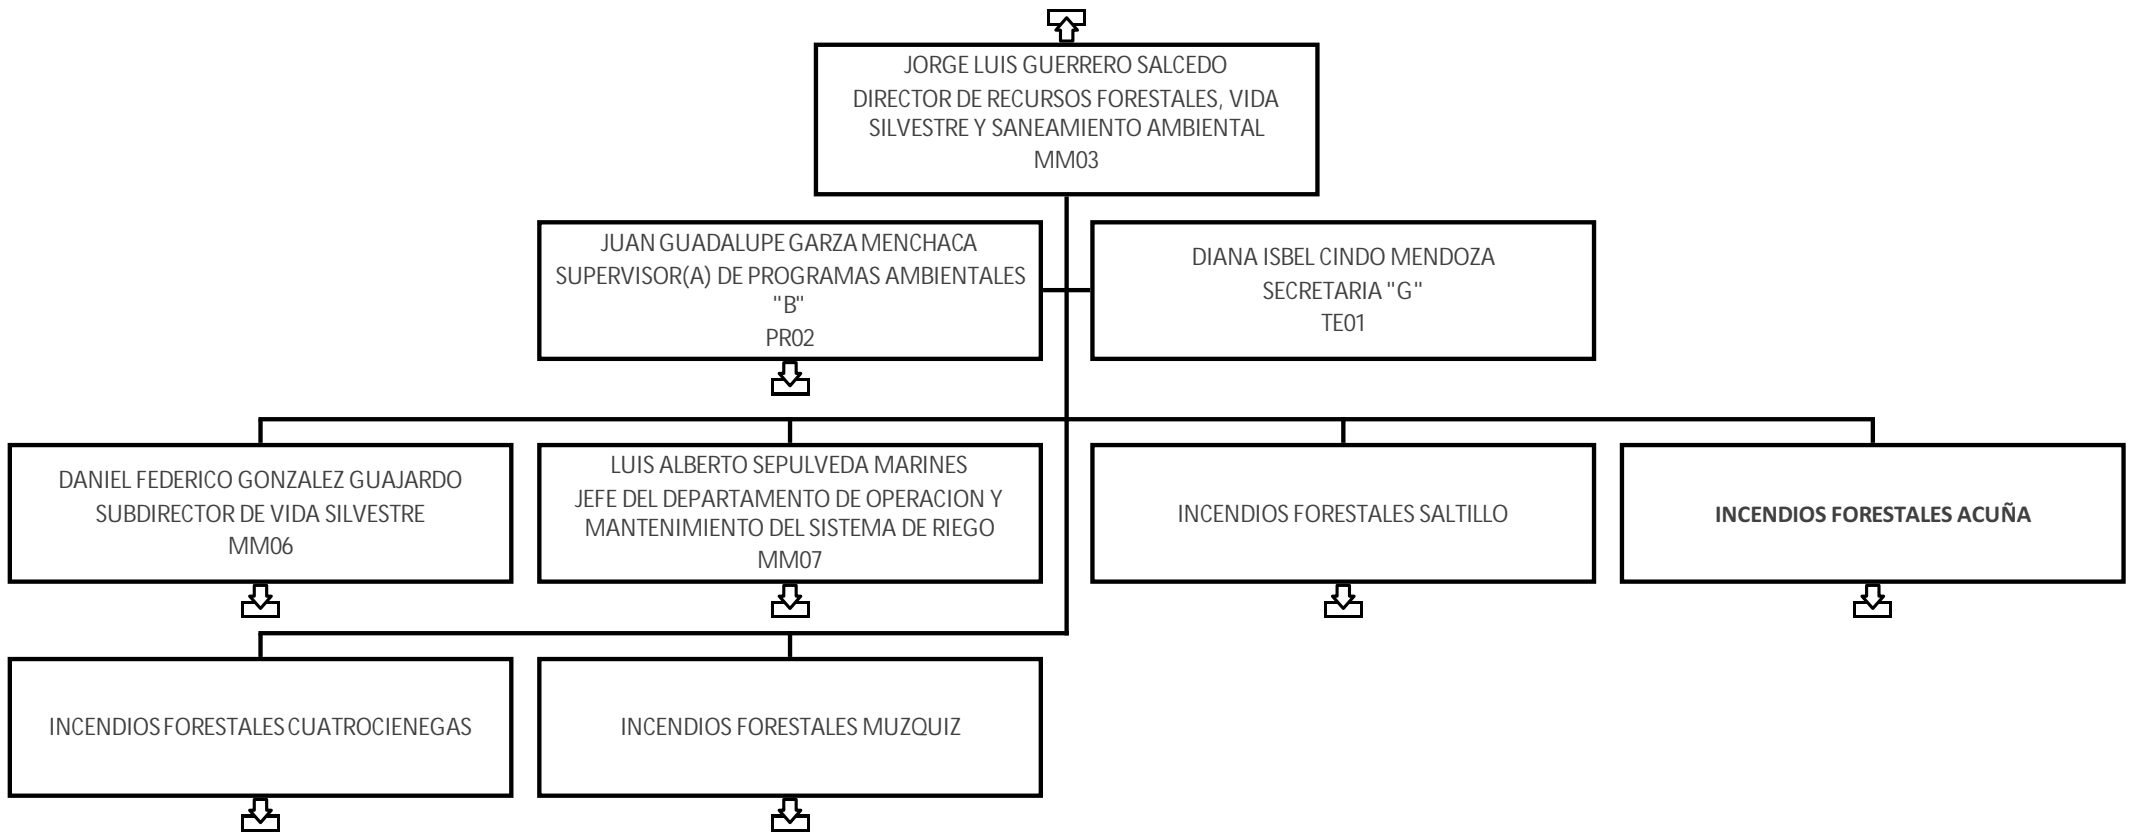 JORGE LUIS GUERRERO SALCEDO
DIRECTOR DE RECURSOS FORESTALES, VIDA
SILVESTRE Y SANEAMIENTO AMBIENTAL
MM03
JUAN GUADALUPE GARZA MENCHACA
SUPERVISOR(A) DE PROGRAMAS AMBIENTALES
"B"
PR02
DIANA ISBEL CINDO MENDOZA
SECRETARIA "G"
TE01
DANIEL FEDERICO GONZALEZ GUAJARDO
SUBDIRECTOR DE VIDA SILVESTRE
MM06
LUIS ALBERTO SEPULVEDA MARINES
JEFE DEL DEPARTAMENTO DE OPERACION Y
MANTENIMIENTO DEL SISTEMA DE RIEGO
MM07
INCENDIOS FORESTALES SALTILLO
INCENDIOS FORESTALES ACUÑA
INCENDIOS FORESTALES CUATROCIENEGAS
INCENDIOS FORESTALES MUZQUIZ